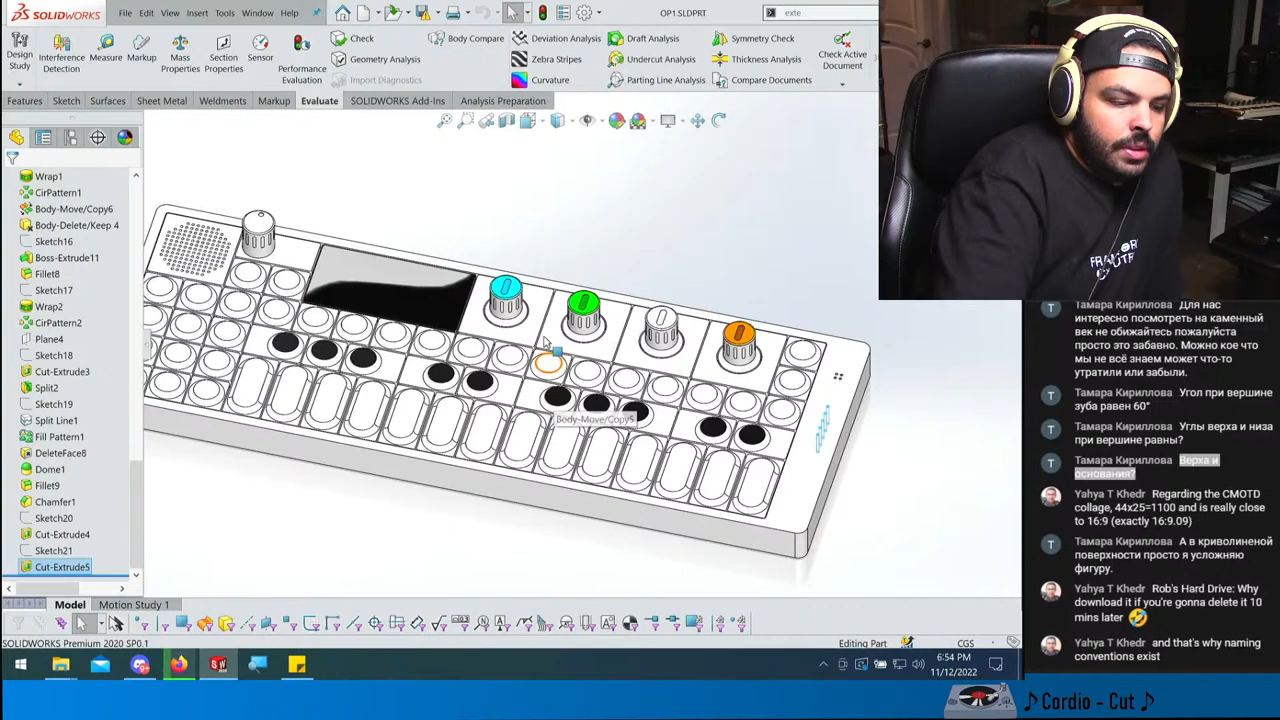 SOLIDWORKS
File Edit View Insert Tools Window Help
OP1.SLDPRT
exte
Design Study
Interference Detection
Measure
Markup
Mass Properties
Section Properties
Sensor
Performance Evaluation
Check
Geometry Analysis
Import Diagnostics
Body Compare
Deviation Analysis
Zebra Stripes
Curvature
Draft Analysis
Undercut Analysis
Parting Line Analysis
Symmetry Check
Thickness Analysis
Compare Documents
Check Active Document
Features Sketch Surfaces Sheet Metal Weldments Markup Evaluate SOLIDWORKS Add-Ins Analysis Preparation
Wrap1
CirPattern1
Body-Move/Copy6
Body-Delete/Keep 4
Sketch16
Boss-Extrude11
Fillet8
Sketch17
Wrap2
CirPattern2
Plane4
Sketch18
Cut-Extrude3
Split2
Sketch19
Split Line1
Fill Pattern1
DeleteFace8
Dome1
Fillet9
Chamfer1
Sketch20
Cut-Extrude4
Sketch21
Cut-Extrude5
Body-Move/Copy5
Model Motion Study 1
SOLIDWORKS Premium 2020 SP0.1
Editing Part
CGS
6:54 PM
11/12/2022
Тамара Кириллова Для нас
интересно посмотреть на каменный
век не обижайтесь пожалуйста
просто это забавно. Можно кое что
мы не всё знаем может что-то
утратили или забыли.
Тамара Кириллова Угол при вершине
зуба равен 60°
Тамара Кириллова Углы верха и низа
при вершине равны?
Тамара Кириллова Верха и
основания?
Yahya T Khedr Regarding the CMOTD
collage, 44x25=1100 and is really close
to 16:9 (exactly 16:9.09)
Тамара Кириллова А в криволиненой
поверхности просто я усложняю
фигуру.
Yahya T Khedr Rob's Hard Drive: Why
download it if you're gonna delete it 10
mins later
Yahya T Khedr and that's why naming
conventions exist
♪ Cordio - Cut ♪